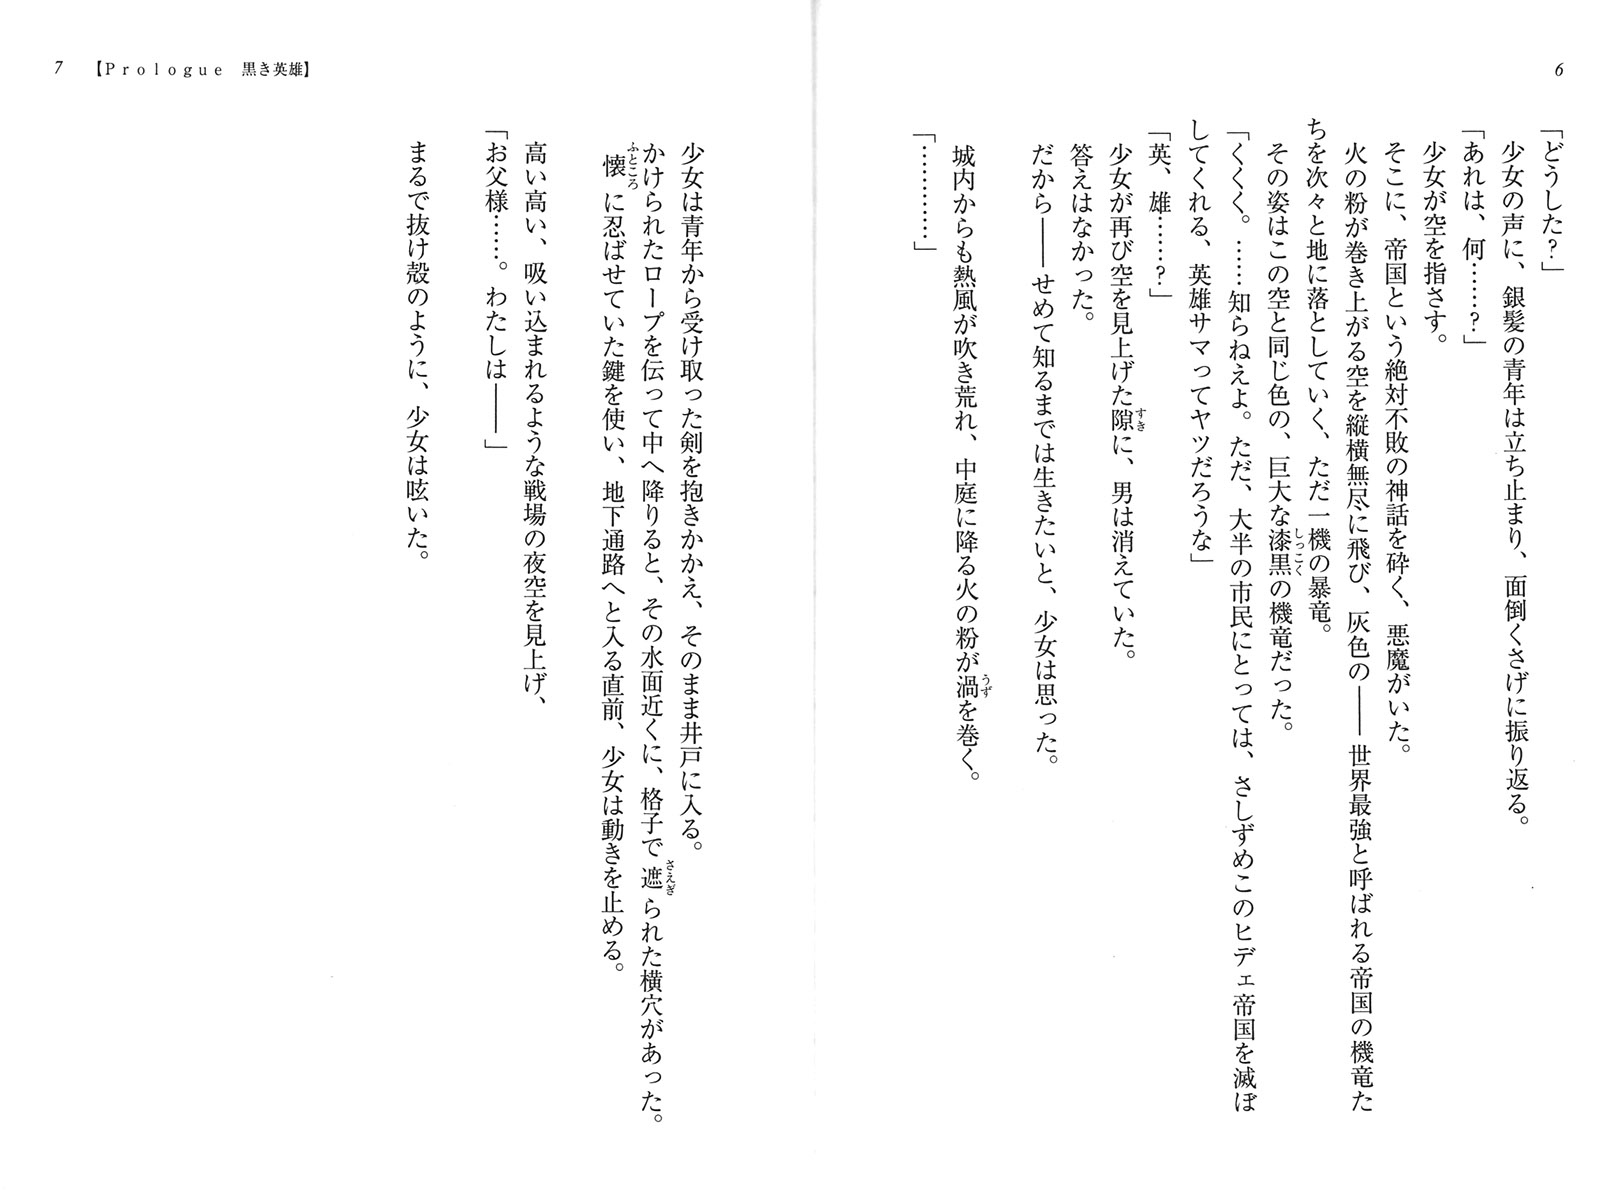 6
「どうした？」
　少女の声に、銀髪の青年は立ち止まり、面倒くさげに振り返る。
「あれは、何……？」
　少女が空を指さす。
　そこに、帝国という絶対不敗の神話を砕く、悪魔がいた。
　火の粉が巻き上がる空を縦横無尽に飛び、灰色の――世界最強と呼ばれる帝国の機竜た
ちを次々と地に落としていく、ただ一機の暴竜。
　その姿はこの空と同じ色の、巨大な漆黒の機竜だった。
しっこく
「くくく。……知らねえよ。ただ、大半の市民にとっては、さしずめこのヒデェ帝国を滅ぼ
してくれる、英雄サマってヤツだろうな」
「英、雄……？」
　少女が再び空を見上げた隙に、男は消えていた。
すき
　答えはなかった。
　だから――せめて知るまでは生きたいと、少女は思った。
　城内からも熱風が吹き荒れ、中庭に降る火の粉が渦を巻く。
うず
「…………」
7
【Prologue　黒き英雄】
　少女は青年から受け取った剣を抱きかかえ、そのまま井戸に入る。
　かけられたロープを伝って中へ降りると、その水面近くに、格子で遮られた横穴があった。
さえぎ
　懐に忍ばせていた鍵を使い、地下通路へと入る直前、少女は動きを止める。
ふところ
　高い高い、吸い込まれるような戦場の夜空を見上げ、
「お父様……。わたしは――」
　まるで抜け殻のように、少女は呟いた。